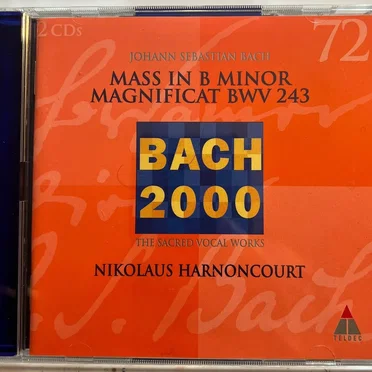 2 CDs
72
JOHANN SEBASTIAN BACH
MASS IN B MINOR
MAGNIFICAT BWV 243
BACH
2000
THE SACRED VOCAL WORKS
NIKOLAUS HARNONCOURT
J. S. Bach
TELDEC